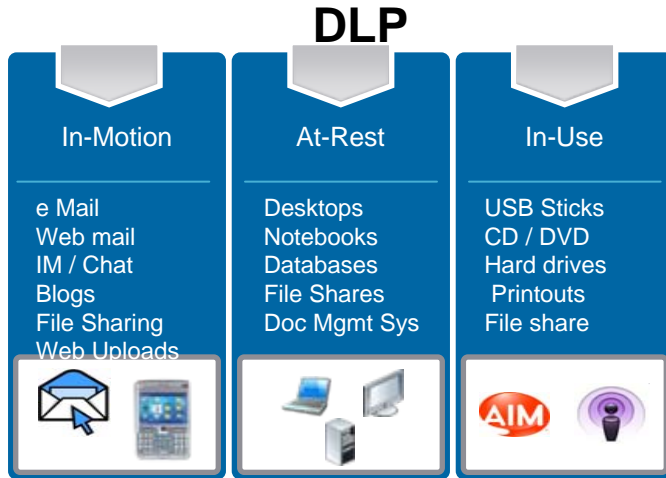 DLP
In-Motion
e Mail
Web mail
IM / Chat
Blogs
File Sharing
Web Uploads
At-Rest
Desktops
Notebooks
Databases
File Shares
Doc Mgmt Sys
In-Use
USB Sticks
CD / DVD
Hard drives
Printouts
File share
AIM